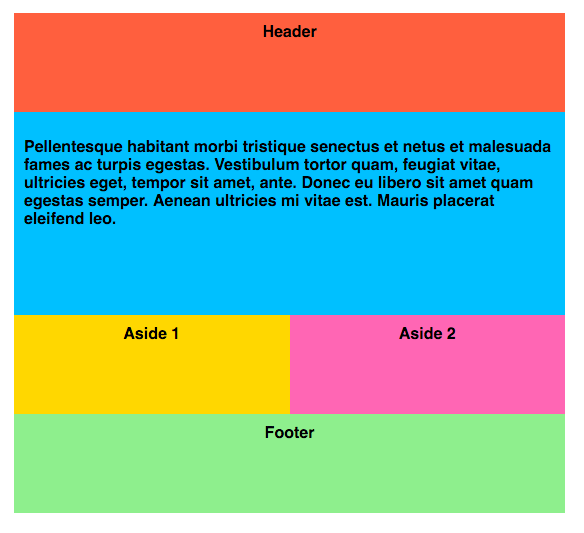 Header
Pellentesque habitant morbi tristique senectus et netus et malesuada
fames ac turpis egestas. Vestibulum tortor quam, feugiat vitae,
ultricies eget, tempor sit amet, ante. Donec eu libero sit amet quam
egestas semper. Aenean ultricies mi vitae est. Mauris placerat
eleifend leo.
Aside 1
Aside 2
Footer